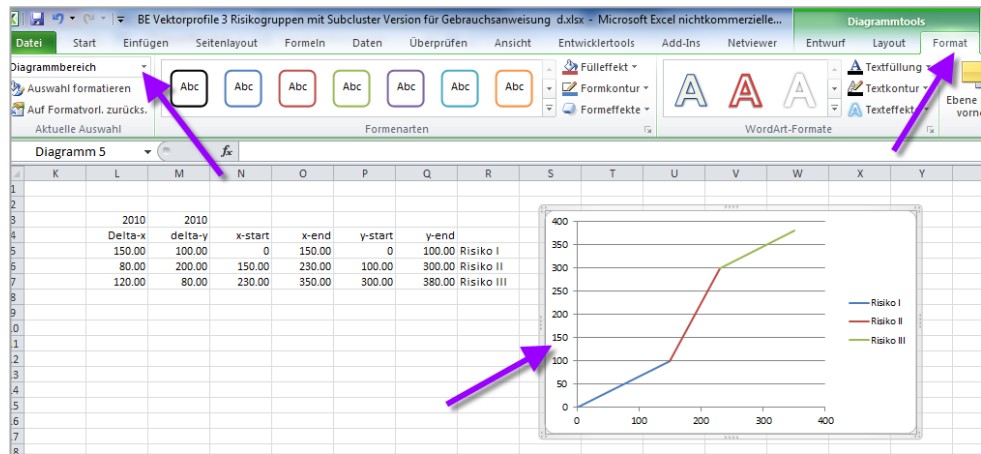 BE Vektorprofile 3 Risikogruppen mit Subcluster Version für Gebrauchsanweisung d.xlsx - Microsoft Excel nichtkommerzielle...
Diagrammtools
Datei Start Einfügen Seitenlayout Formeln Daten Überprüfen Ansicht Entwicklertools Add-Ins Netviewer Entwurf Layout Format
Diagrammbereich
Auswahl formatieren
Auf Formatvorl. zurücks.
Aktuelle Auswahl
Abc Abc Abc Abc Abc Abc Abc
Formenarten
Fülleffekt
Formkontur
Formeffekte
A A A
WordArt-Formate
Textfüllung
Textkontur
Texteffekte
Ebene
vorne
Diagramm 5 fx
K L M N O P Q R S T U V W X Y
1
2
3 2010 2010
4 Delta-x delta-y x-start x-end y-start y-end
5 150.00 100.00 0 150.00 0 100.00 Risiko I
6 80.00 200.00 150.00 230.00 100.00 300.00 Risiko II
7 120.00 80.00 230.00 350.00 300.00 380.00 Risiko III
8
9
10
11
12
13
14
15
16
17
18
400
350
300
250
200
150
100
50
0
0 100 200 300 400
Risiko I
Risiko II
Risiko III